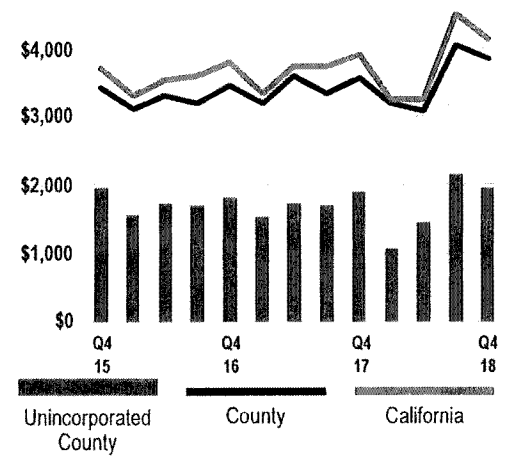 $4,000
$3,000
$2,000
$1,000
$0
Q4 Q4 Q4 Q4
15 16 17 18
Unincorporated County County California